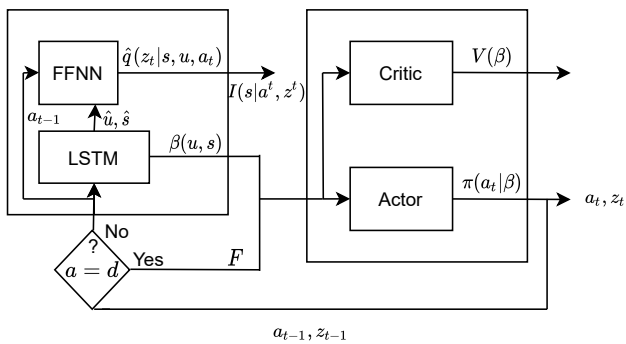 FFNN
q̂(z_t|s, u, a_t)
I(s|a^t, z^t)
a_{t−1}
û, ŝ
LSTM
β(u, s)
No
?
a = d
Yes
F
Critic
V(β)
Actor
π(a_t|β)
a_t, z_t
a_{t−1}, z_{t−1}